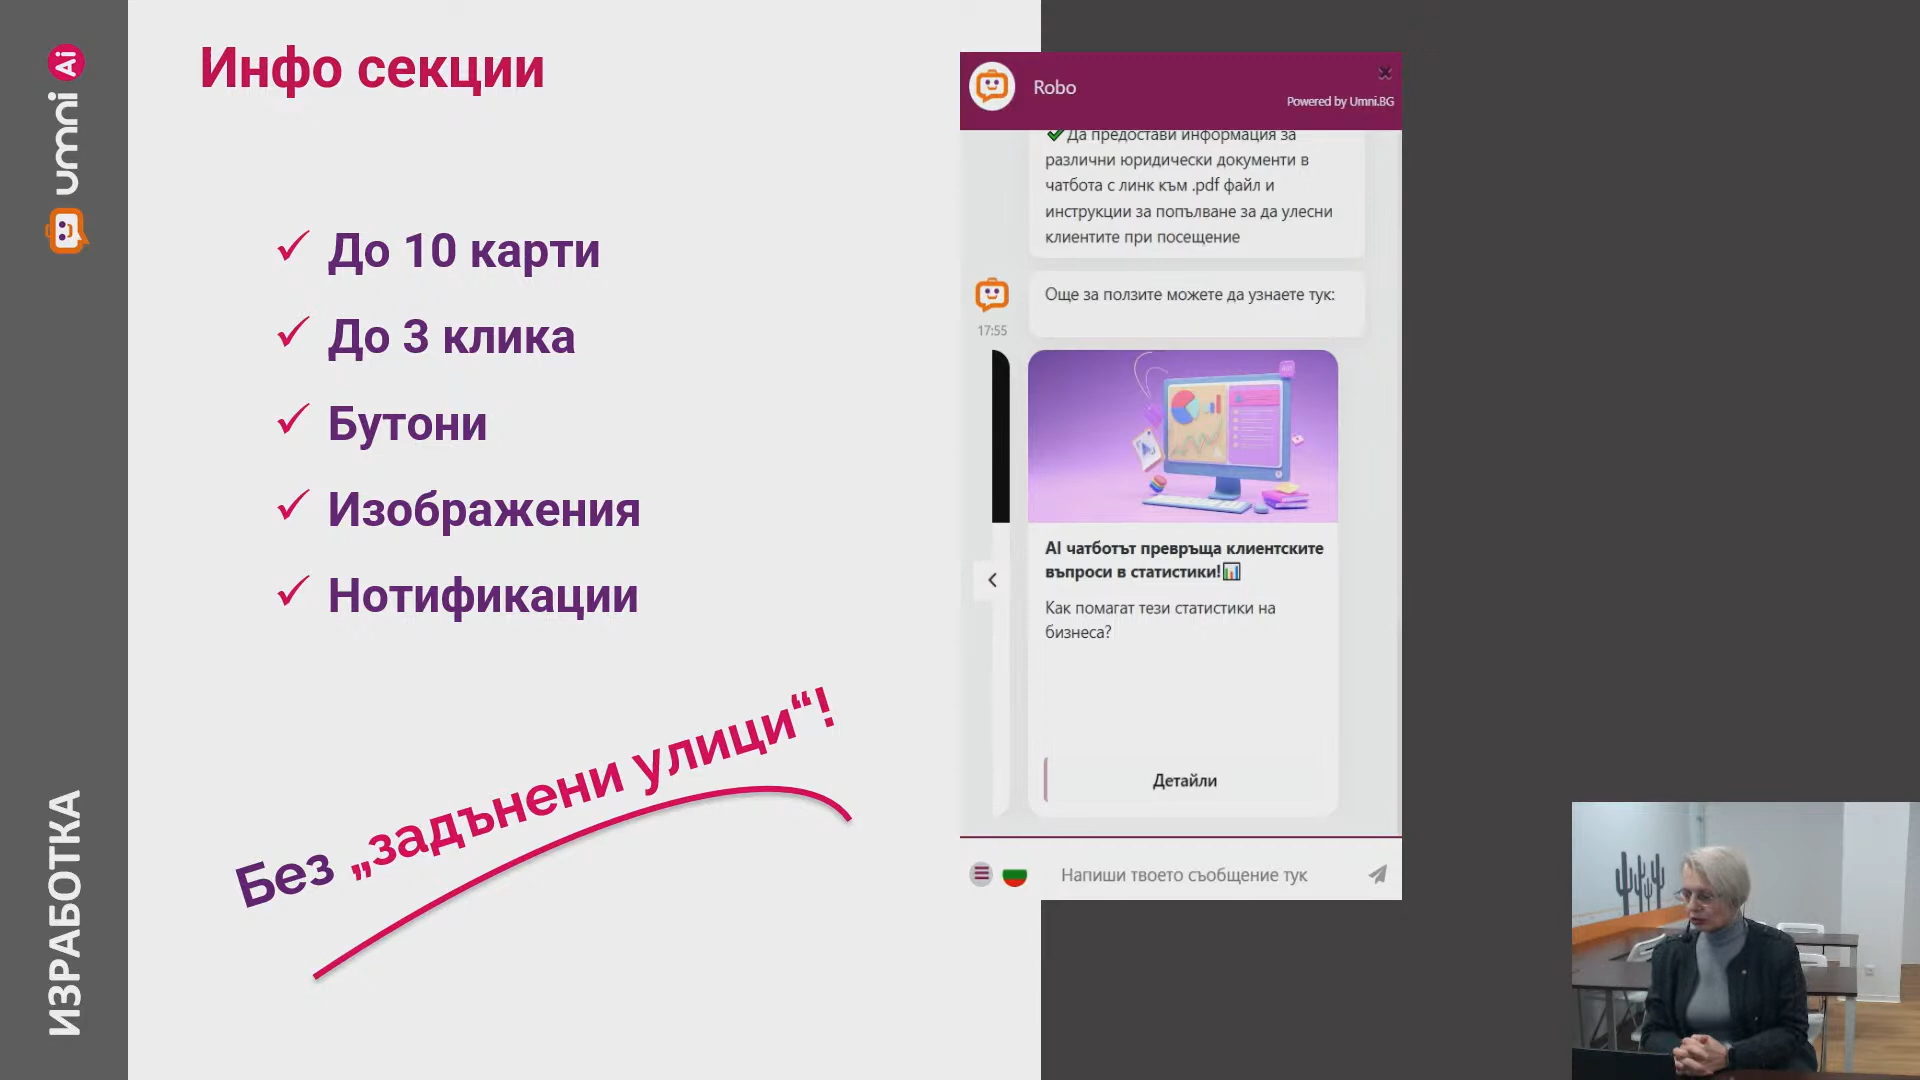 umni Ai
ИЗРАБОТКА
Инфо секции
До 10 карти
До 3 клика
Бутони
Изображения
Нотификации
Без „задънени улици“!
Robo
Powered by Umni.BG
Да предостави информация за
различни юридически документи в
чатбота с линк към .pdf файл и
инструкции за попълване за да улесни
клиентите при посещение
Още за ползите можете да узнаете тук:
17:55
AI чатботът превръща клиентските
въпроси в статистики!
Как помагат тези статистики на
бизнеса?
Детайли
Напиши твоето съобщение тук